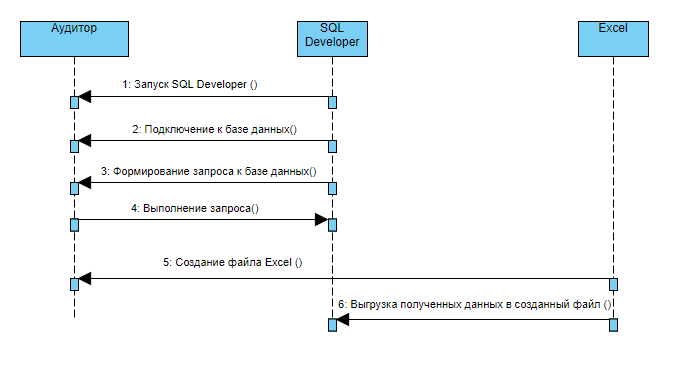 Аудитор
SQL
Developer
Excel
1: Запуск SQL Developer ()
2: Подключение к базе данных()
3: Формирование запроса к базе данных()
4: Выполнение запроса()
5: Создание файла Excel ()
6: Выгрузка полученных данных в созданный файл ()